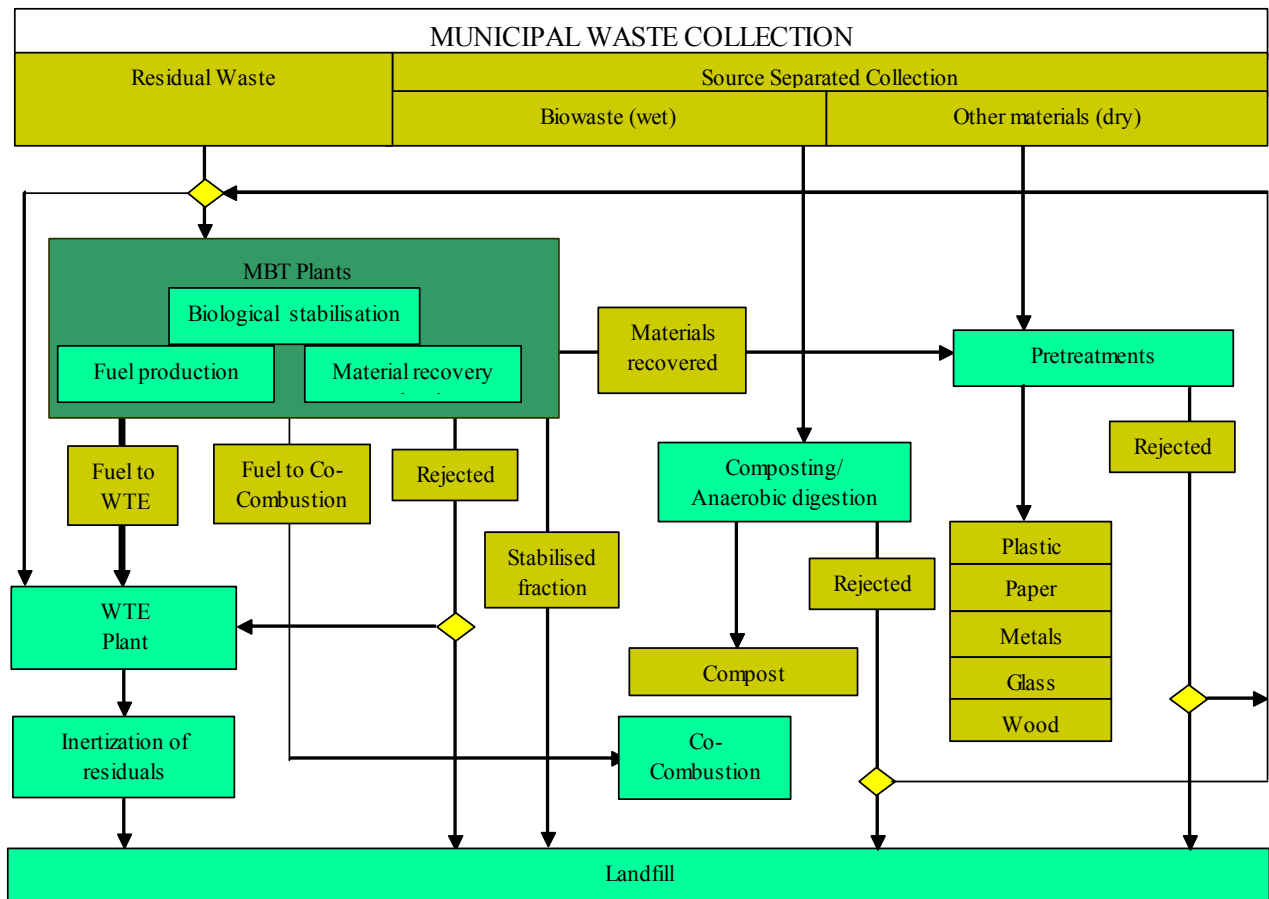 MUNICIPAL WASTE COLLECTION
Residual Waste
Source Separated Collection
Biowaste (wet)
Other materials (dry)
MBT Plants
Biological stabilisation
Fuel production
Material recovery
Materials
recovered
Pretreatments
Fuel to
WTE
Fuel to Co-
Combustion
Rejected
Stabilised
fraction
Composting/
Anaerobic digestion
Rejected
Rejected
Plastic
Paper
Metals
Glass
Wood
WTE
Plant
Compost
Inertization of
residuals
Co-
Combustion
Landfill